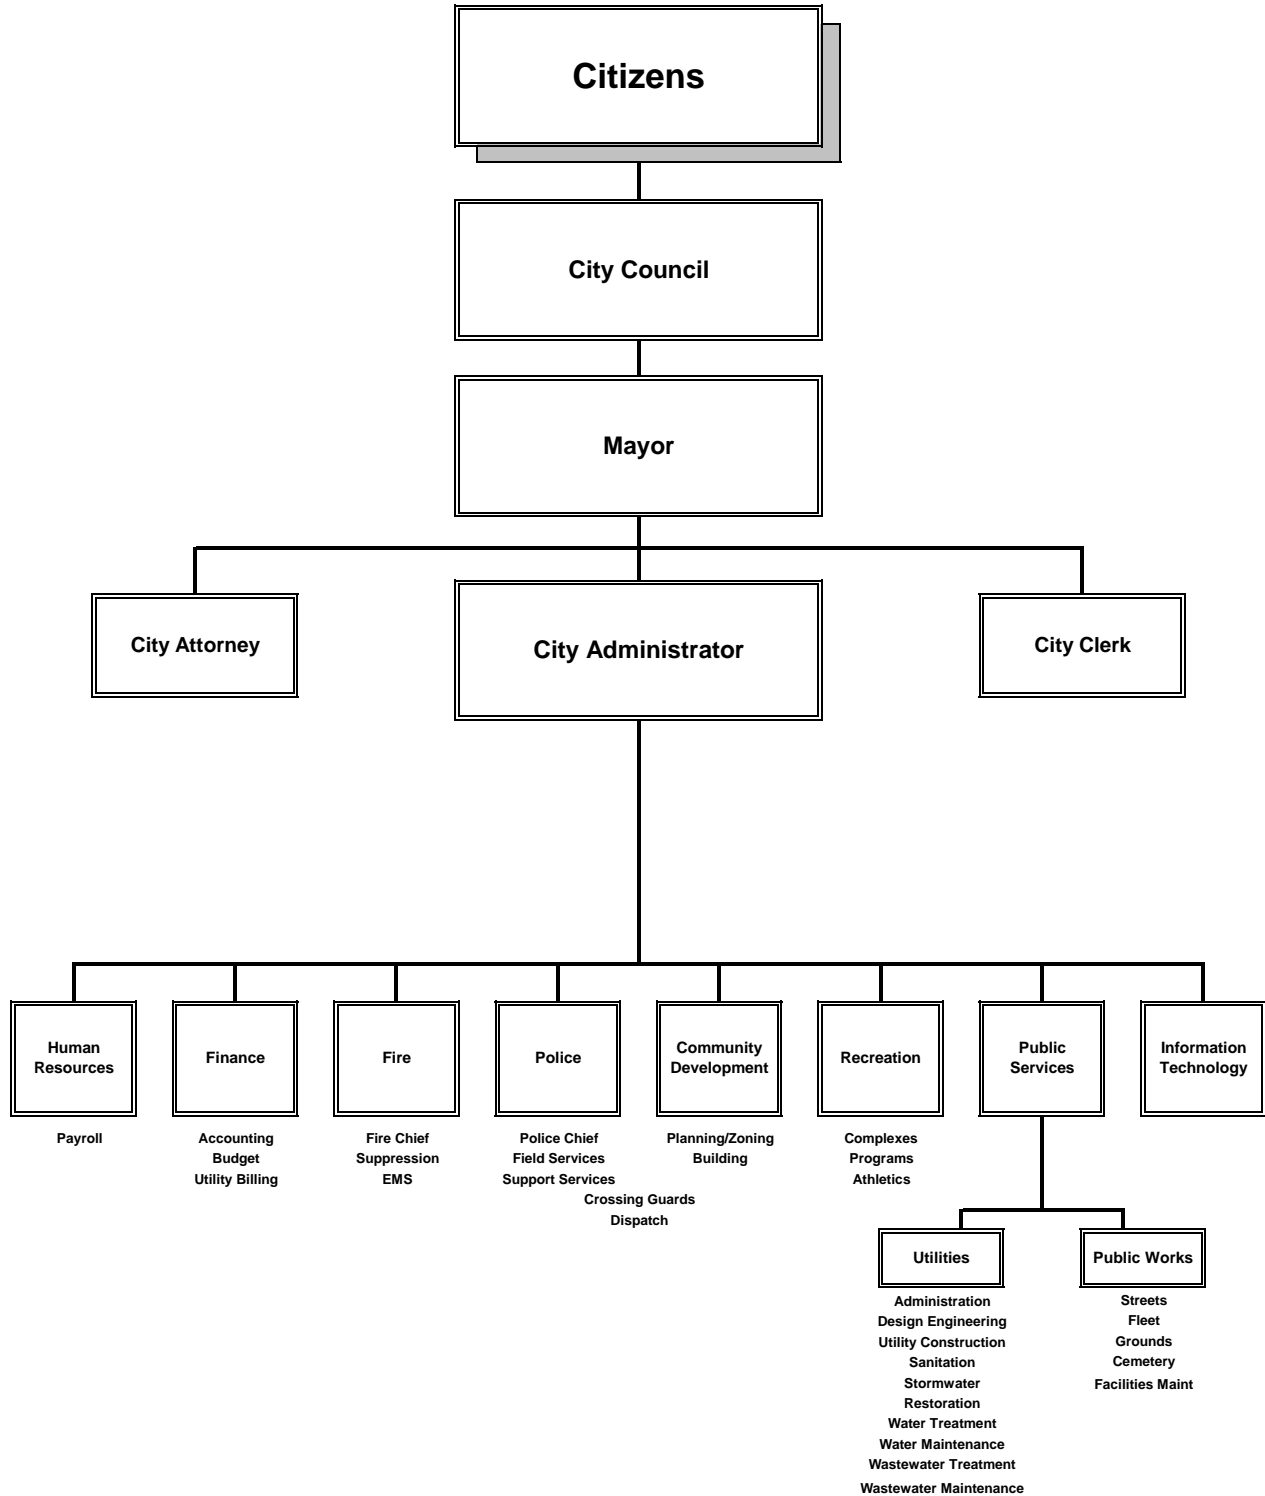 Citizens
City Council
Mayor
City Attorney
City Administrator
City Clerk
Human
Resources
Finance
Fire
Police
Community
Development
Recreation
Public
Services
Information
Technology
Payroll
Accounting
Budget
Utility Billing
Fire Chief
Suppression
EMS
Police Chief
Field Services
Support Services
Crossing Guards
Dispatch
Planning/Zoning
Building
Complexes
Programs
Athletics
Utilities
Administration
Design Engineering
Utility Construction
Sanitation
Stormwater
Restoration
Water Treatment
Water Maintenance
Wastewater Treatment
Wastewater Maintenance
Public Works
Streets
Fleet
Grounds
Cemetery
Facilities Maint